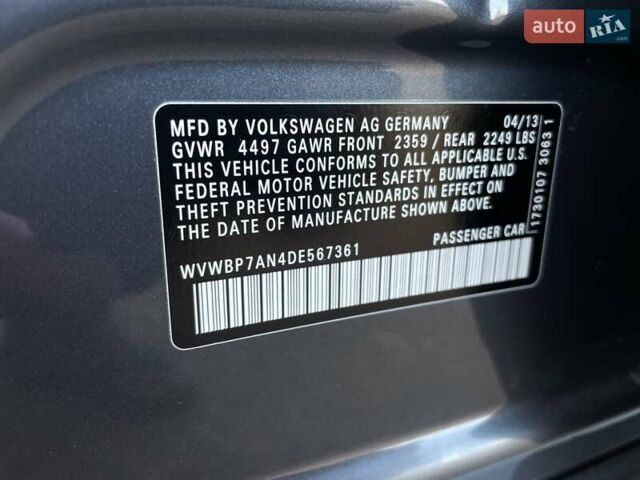 auto RIA.com
MFD BY VOLKSWAGEN AG GERMANY 04/13
GVWR 4497 GAWR FRONT 2359 / REAR 2249 LBS
THIS VEHICLE CONFORMS TO ALL APPLICABLE U.S.
FEDERAL MOTOR VEHICLE SAFETY, BUMPER AND
THEFT PREVENTION STANDARDS IN EFFECT ON
THE DATE OF MANUFACTURE SHOWN ABOVE.
WVWBP7AN4DE567361 PASSENGER CAR
1730107 30631